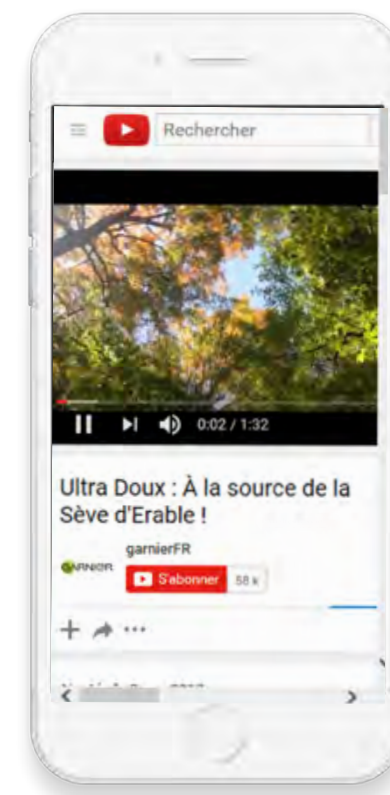 Rechercher
0:02 / 1:32
Ultra Doux : À la source de la
Sève d'Erable !
garnierFR
GARNIER
S'abonner 58 k